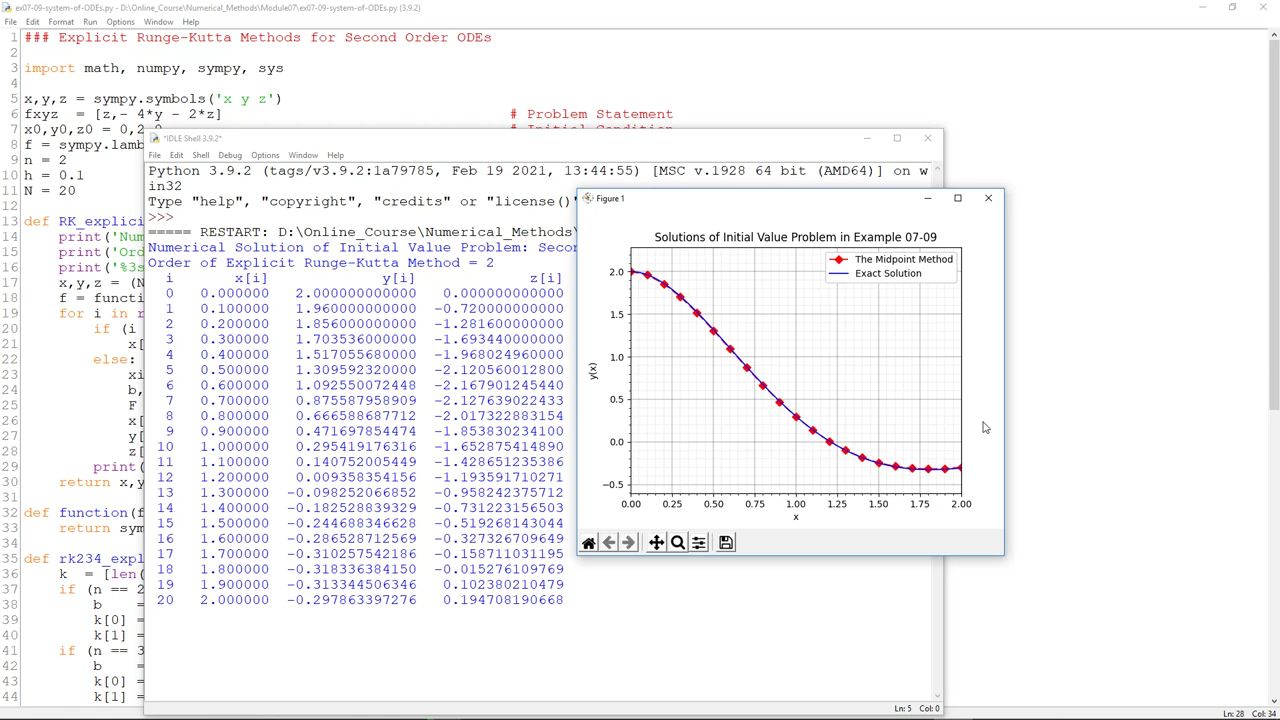 ex07-09-system-of-ODEs.py - D:\Online_Course\Numerical_Methods\Module07\ex07-09-system-of-ODEs.py (3.9.2)
File Edit Format Run Options Window Help
1 ### Explicit Runge-Kutta Methods for Second Order ODEs
2
3 import math, numpy, sympy, sys
4
5 x,y,z = sympy.symbols('x y z')
6 fxyz = [z,- 4*y - 2*z] # Problem Statement
7 x0,y0,z0 = 0,2,0 # Initial Condition
8 f = sympy.lamb
9 n = 2
10 h = 0.1
11 N = 20
12
13 def RK_explici
14 print('Num
15 print('Ord
16 print('%3s
17 x,y,z = (N
18 f = functi
19 for i in r
20 if (i
21 x[
22 else:
23 xi
24 b,
25 F
26 x[
27 y[
28 z[
29 print(
30 return x,y
31
32 def function(f
33 return sym
34
35 def rk234_expl
36 k = [len(
37 if (n == 2
38 b =
39 k[0] =
40 k[1] =
41 if (n == 3
42 b =
43 k[0] =
44 k[1] =
Ln: 28 Col: 34
*IDLE Shell 3.9.2*
File Edit Shell Debug Options Window Help
Python 3.9.2 (tags/v3.9.2:1a79785, Feb 19 2021, 13:44:55) [MSC v.1928 64 bit (AMD64)] on w
in32
Type "help", "copyright", "credits" or "license()"
>>>
===== RESTART: D:\Online_Course\Numerical_Methods\
Numerical Solution of Initial Value Problem: Secon
Order of Explicit Runge-Kutta Method = 2
i x[i] y[i] z[i]
0 0.000000 2.000000000000 0.000000000000
1 0.100000 1.960000000000 -0.720000000000
2 0.200000 1.856000000000 -1.281600000000
3 0.300000 1.703536000000 -1.693440000000
4 0.400000 1.517055680000 -1.968024960000
5 0.500000 1.309592320000 -2.120560012800
6 0.600000 1.092550072448 -2.167901245440
7 0.700000 0.875587958909 -2.127639022433
8 0.800000 0.666588687712 -2.017322883154
9 0.900000 0.471697854474 -1.853830234100
10 1.000000 0.295419176316 -1.652875414890
11 1.100000 0.140752005449 -1.428651235386
12 1.200000 0.009358354156 -1.193591710271
13 1.300000 -0.098252066852 -0.958242375712
14 1.400000 -0.182528839329 -0.731223156503
15 1.500000 -0.244688346628 -0.519268143044
16 1.600000 -0.286528712569 -0.327326709649
17 1.700000 -0.310257542186 -0.158711031195
18 1.800000 -0.318336384150 -0.015276109769
19 1.900000 -0.313344506346 0.102380210479
20 2.000000 -0.297863397276 0.194708190668
Ln: 5 Col: 0
Figure 1
Solutions of Initial Value Problem in Example 07-09
The Midpoint Method
Exact Solution
2.0
1.5
1.0
0.5
0.0
−0.5
y(x)
0.00 0.25 0.50 0.75 1.00 1.25 1.50 1.75 2.00
x